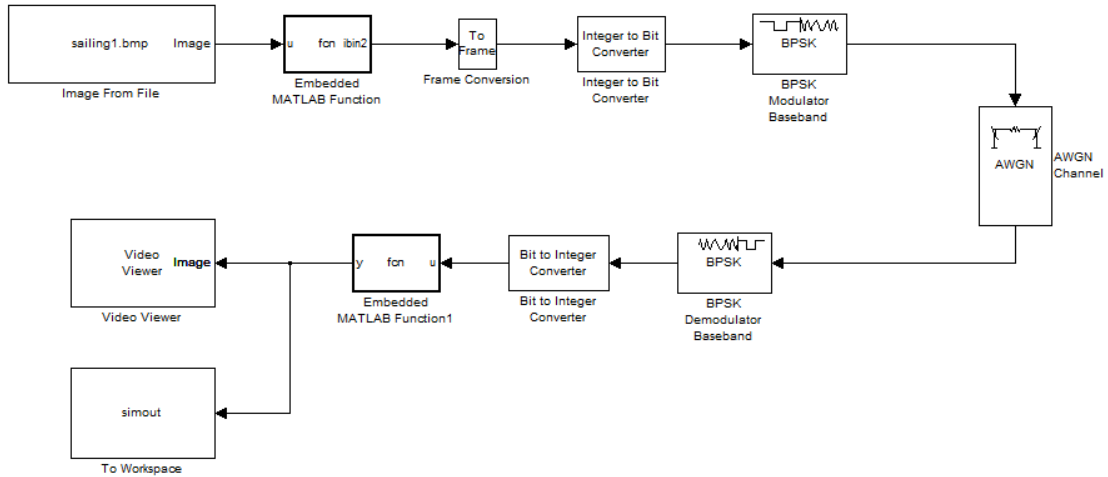 sailing1.bmp Image
Image From File
u fcn ibin2
Embedded
MATLAB Function
To
Frame
Frame Conversion
Integer to Bit
Converter
Integer to Bit
Converter
BPSK
BPSK
Modulator
Baseband
AWGN
AWGN
Channel
Video
Viewer
Image
Video Viewer
y fcn u
Embedded
MATLAB Function1
Bit to Integer
Converter
Bit to Integer
Converter
BPSK
BPSK
Demodulator
Baseband
simout
To Workspace